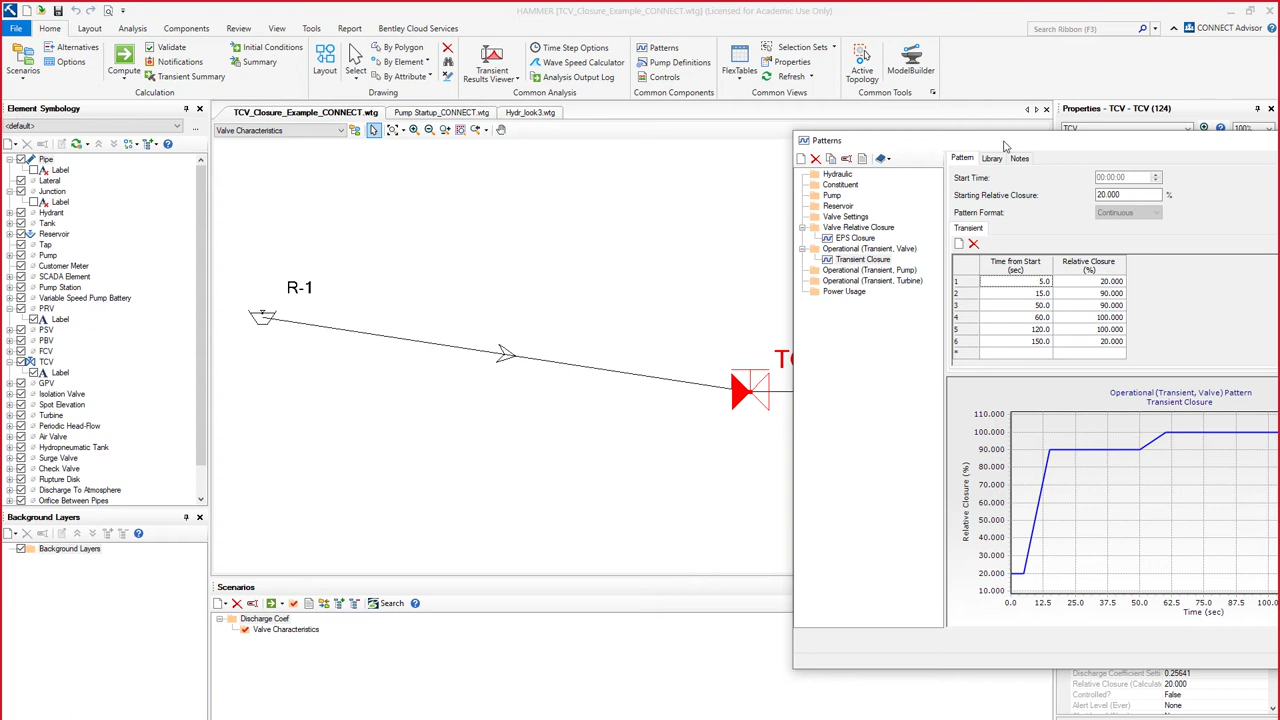 HAMMER [TCV_Closure_Example_CONNECT.wtg] (Licensed for Academic Use Only)
File Home Layout Analysis Components Tools Report Review View Bentley Cloud Services
Search Ribbon (F3) CONNECT Advisor
Scenarios Alternatives Options
Compute Validate Notifications Transient Summary Initial Conditions Summary
Calculation
Layout Select By Polygon By Element By Attribute
Drawing
Transient Results Viewer Time Step Options Wave Speed Calculator Analysis Output Log
Common Analysis
Patterns Pump Definitions Controls
Common Components
FlexTables Selection Sets Properties Refresh
Common Views
Active Topology ModelBuilder
Common Tools
Element Symbology
<default>
Pipe
Label
Lateral
Junction
Label
Hydrant
Tank
Reservoir
Tap
Pump
Customer Meter
SCADA Element
Pump Station
Variable Speed Pump Battery
PRV
Label
PSV
PBV
FCV
TCV
Label
GPV
Isolation Valve
Spot Elevation
Turbine
Periodic Head-Flow
Air Valve
Hydropneumatic Tank
Surge Valve
Check Valve
Rupture Disk
Discharge To Atmosphere
Orifice Between Pipes
Background Layers
Background Layers
TCV_Closure_Example_CONNECT.wtg Pump Startup_CONNECT.wtg Hydr_look3.wtg
Valve Characteristics
R-1
Scenarios
Search
Discharge Coef
Valve Characteristics
Properties - TCV - TCV (124)
TCV 100%
Patterns
Hydraulic
Constituent
Pump
Reservoir
Valve Settings
Valve Relative Closure
EPS Closure
Operational (Transient, Valve)
Transient Closure
Operational (Transient, Pump)
Operational (Transient, Turbine)
Power Usage
Pattern Library Notes
Start Time: 00:00:00
Starting Relative Closure: 20.000 %
Pattern Format: Continuous
Transient
Time from Start (sec) Relative Closure (%)
1 5.0 20.000
2 15.0 90.000
3 50.0 90.000
4 60.0 100.000
5 120.0 100.000
6 150.0 20.000
*
Operational (Transient, Valve) Pattern
Transient Closure
Relative Closure (%)
110.000
100.000
90.000
80.000
70.000
60.000
50.000
40.000
30.000
20.000
10.000
0.0 12.5 25.0 37.5 50.0 62.5 75.0 87.5 100.
Time (sec)
0.25641
20.000
Controlled? False
Alert Level (Ever) None